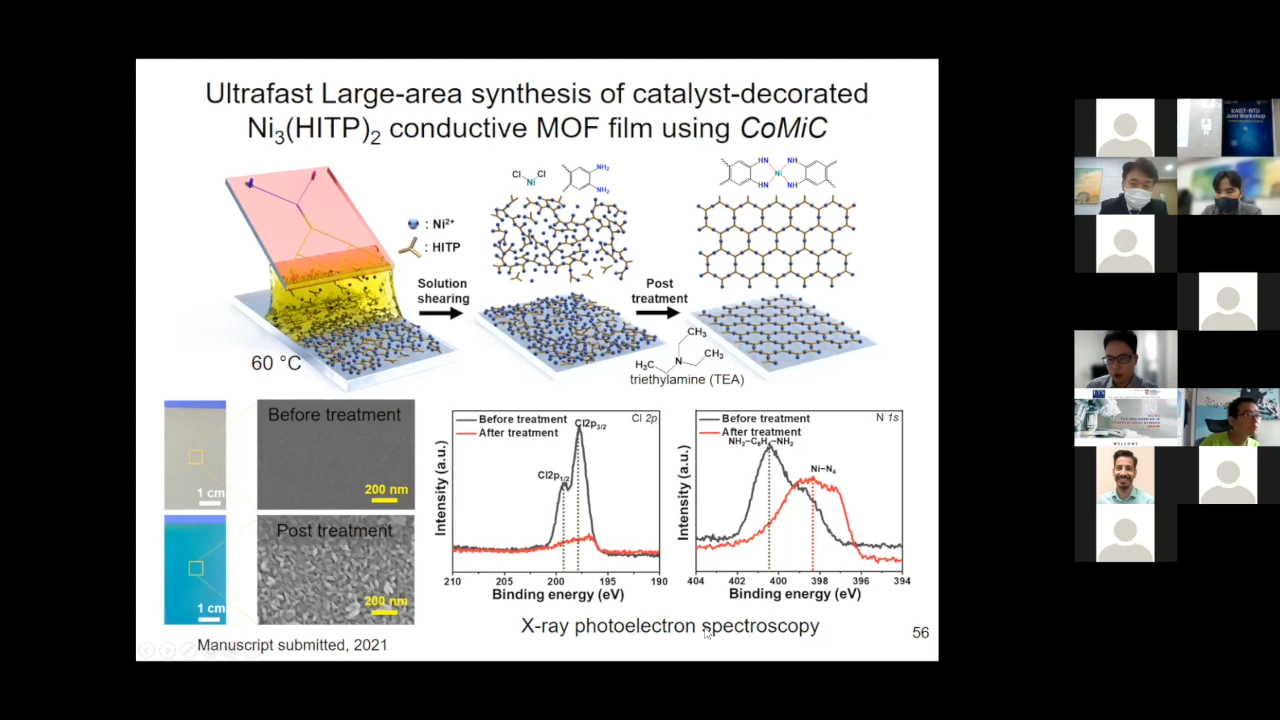 Ultrafast Large-area synthesis of catalyst-decorated
Ni3(HITP)2 conductive MOF film using CoMiC
: Ni2+
: HITP
Solution
shearing
60 °C
Cl Cl
Ni
NH2
NH2
Post
treatment
HN NH
Ni
HN NH
CH3
CH3
N
H3C
triethylamine (TEA)
1 cm
Before treatment
200 nm
1 cm
Post treatment
200 nm
Manuscript submitted, 2021
Before treatment
After treatment
Cl 2p
Cl2p3/2
Cl2p1/2
Intensity (a.u.)
210 205 200 195 190
Binding energy (eV)
Before treatment
After treatment
N 1s
NH2–C6H4–NH2
Ni–N4
Intensity (a.u.)
404 402 400 398 396 394
Binding energy (eV)
X-ray photoelectron spectroscopy
56
KAIST-NTU
Joint Workshop
WELCOME